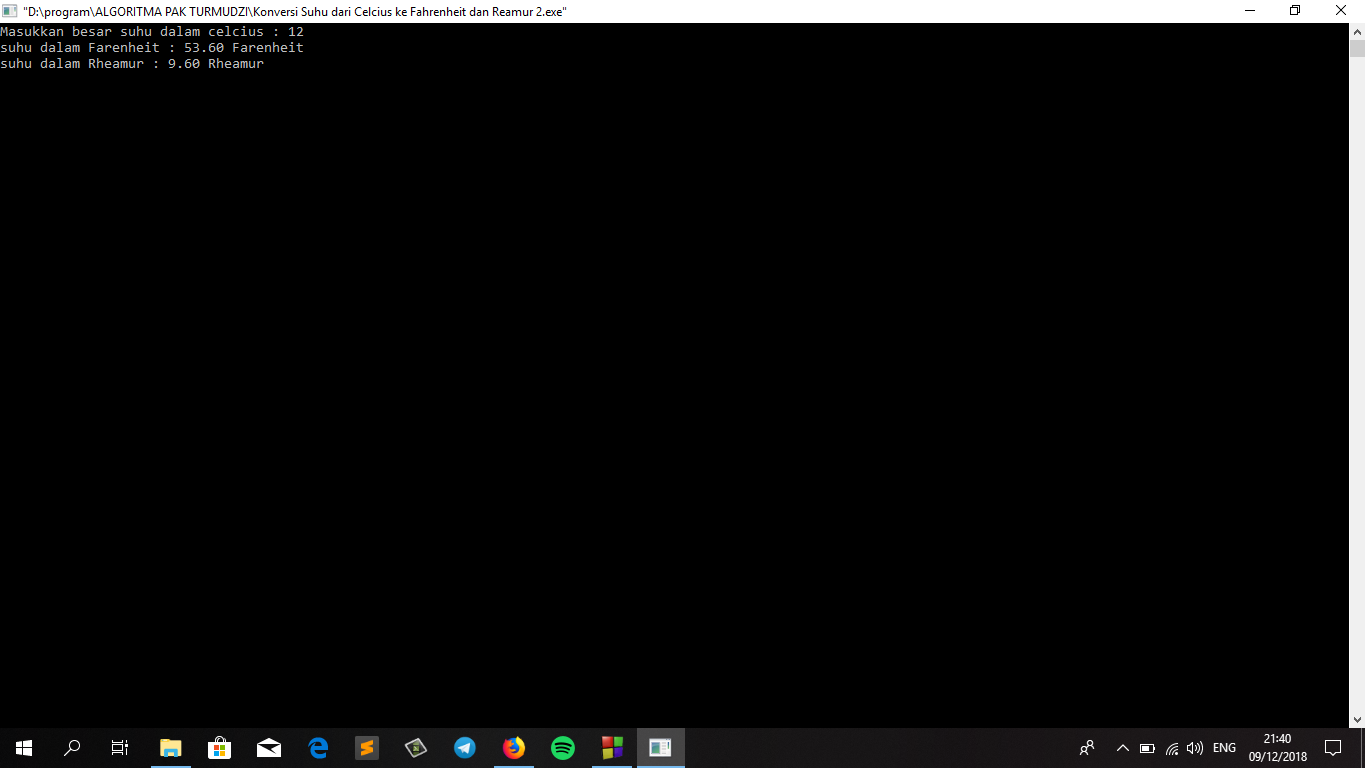 "D:\program\ALGORITMA PAK TURMUDZI\Konversi Suhu dari Celcius ke Fahrenheit dan Reamur 2.exe"
Masukkan besar suhu dalam celcius : 12
suhu dalam Farenheit : 53.60 Farenheit
suhu dalam Rheamur : 9.60 Rheamur
ENG
21:40
09/12/2018